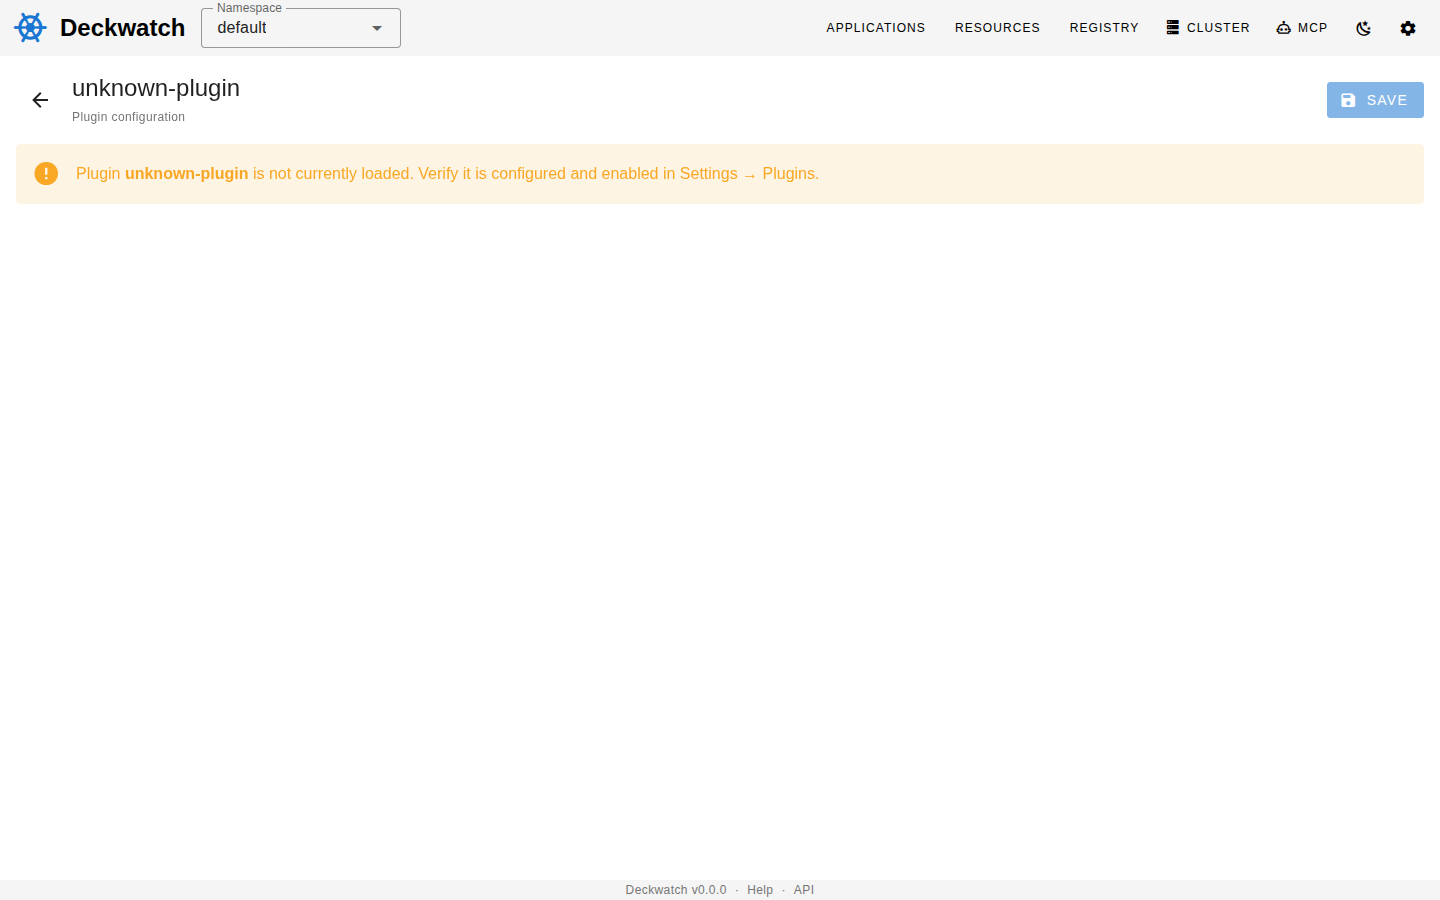 Deckwatch
Namespace
default
APPLICATIONS
RESOURCES
REGISTRY
CLUSTER
MCP
unknown-plugin
Plugin configuration
SAVE
Plugin unknown-plugin is not currently loaded. Verify it is configured and enabled in Settings → Plugins.
Deckwatch v0.0.0 · Help · API